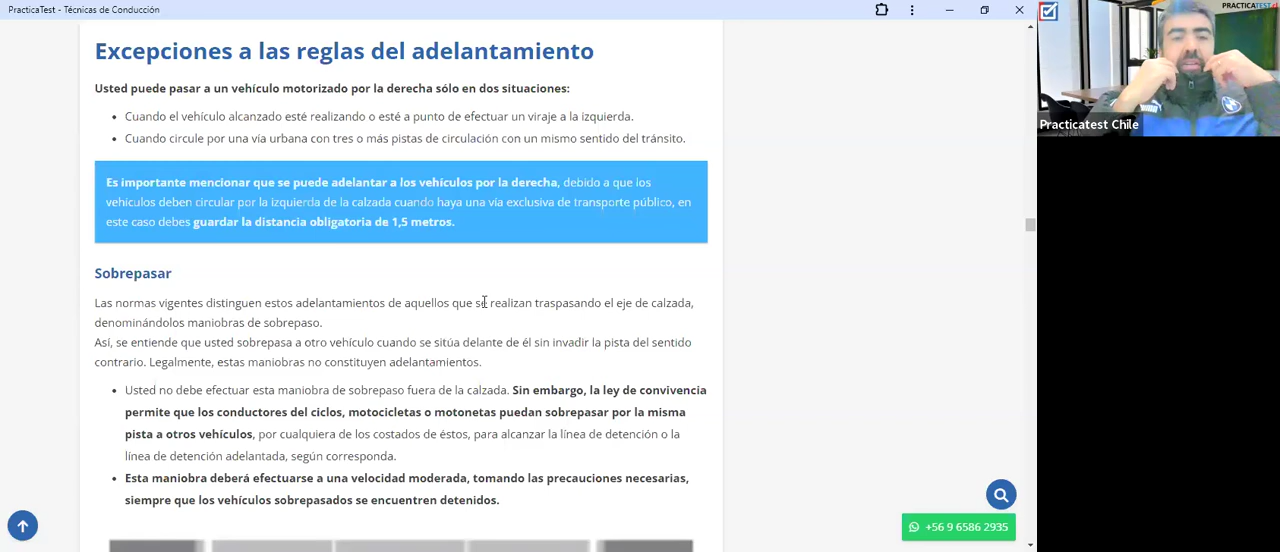 PracticaTest - Técnicas de Conducción
PRACTICATEST.cl
Excepciones a las reglas del adelantamiento
Usted puede pasar a un vehículo motorizado por la derecha sólo en dos situaciones:
• Cuando el vehículo alcanzado esté realizando o esté a punto de efectuar un viraje a la izquierda.
• Cuando circule por una vía urbana con tres o más pistas de circulación con un mismo sentido del tránsito.
Practicatest Chile
Es importante mencionar que se puede adelantar a los vehículos por la derecha, debido a que los
vehículos deben circular por la izquierda de la calzada cuando haya una vía exclusiva de transporte público, en
este caso debes guardar la distancia obligatoria de 1,5 metros.
Sobrepasar
Las normas vigentes distinguen estos adelantamientos de aquellos que se realizan traspasando el eje de calzada,
denominándolos maniobras de sobrepaso.
Así, se entiende que usted sobrepasa a otro vehículo cuando se sitúa delante de él sin invadir la pista del sentido
contrario. Legalmente, estas maniobras no constituyen adelantamientos.
• Usted no debe efectuar esta maniobra de sobrepaso fuera de la calzada. Sin embargo, la ley de convivencia
permite que los conductores del ciclos, motocicletas o motonetas puedan sobrepasar por la misma
pista a otros vehículos, por cualquiera de los costados de éstos, para alcanzar la línea de detención o la
línea de detención adelantada, según corresponda.
• Esta maniobra deberá efectuarse a una velocidad moderada, tomando las precauciones necesarias,
siempre que los vehículos sobrepasados se encuentren detenidos.
+56 9 6586 2935